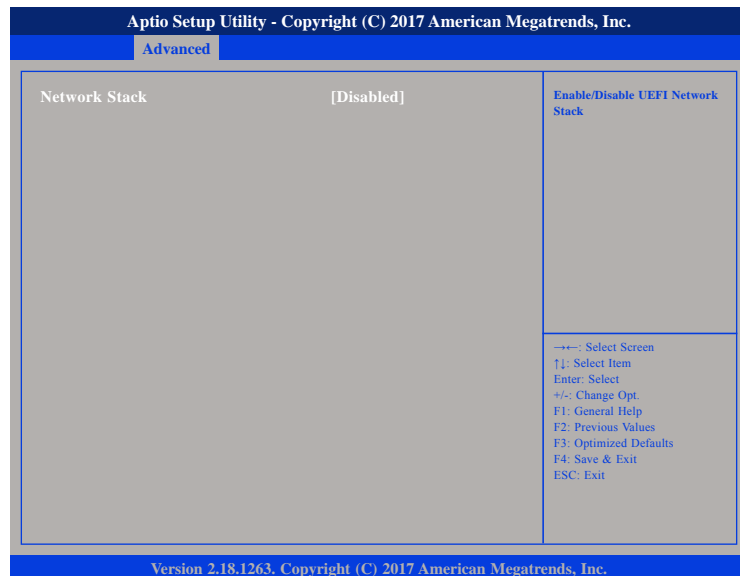 Aptio Setup Utility - Copyright (C) 2017 American Megatrends, Inc.
Advanced
Network Stack [Disabled]
Enable/Disable UEFI Network
Stack
→←: Select Screen
↑↓: Select Item
Enter: Select
+/-: Change Opt.
F1: General Help
F2: Previous Values
F3: Optimized Defaults
F4: Save & Exit
ESC: Exit
Version 2.18.1263. Copyright (C) 2017 American Megatrends, Inc.